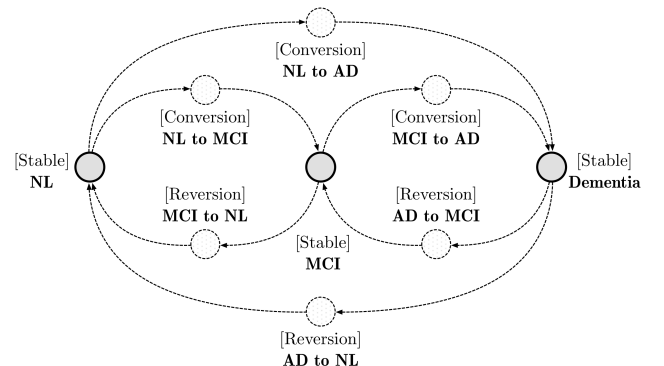 [Conversion]
NL to AD
[Conversion]
NL to MCI
[Conversion]
MCI to AD
[Stable]
NL
[Stable]
Dementia
[Reversion]
MCI to NL
[Reversion]
AD to MCI
[Stable]
MCI
[Reversion]
AD to NL